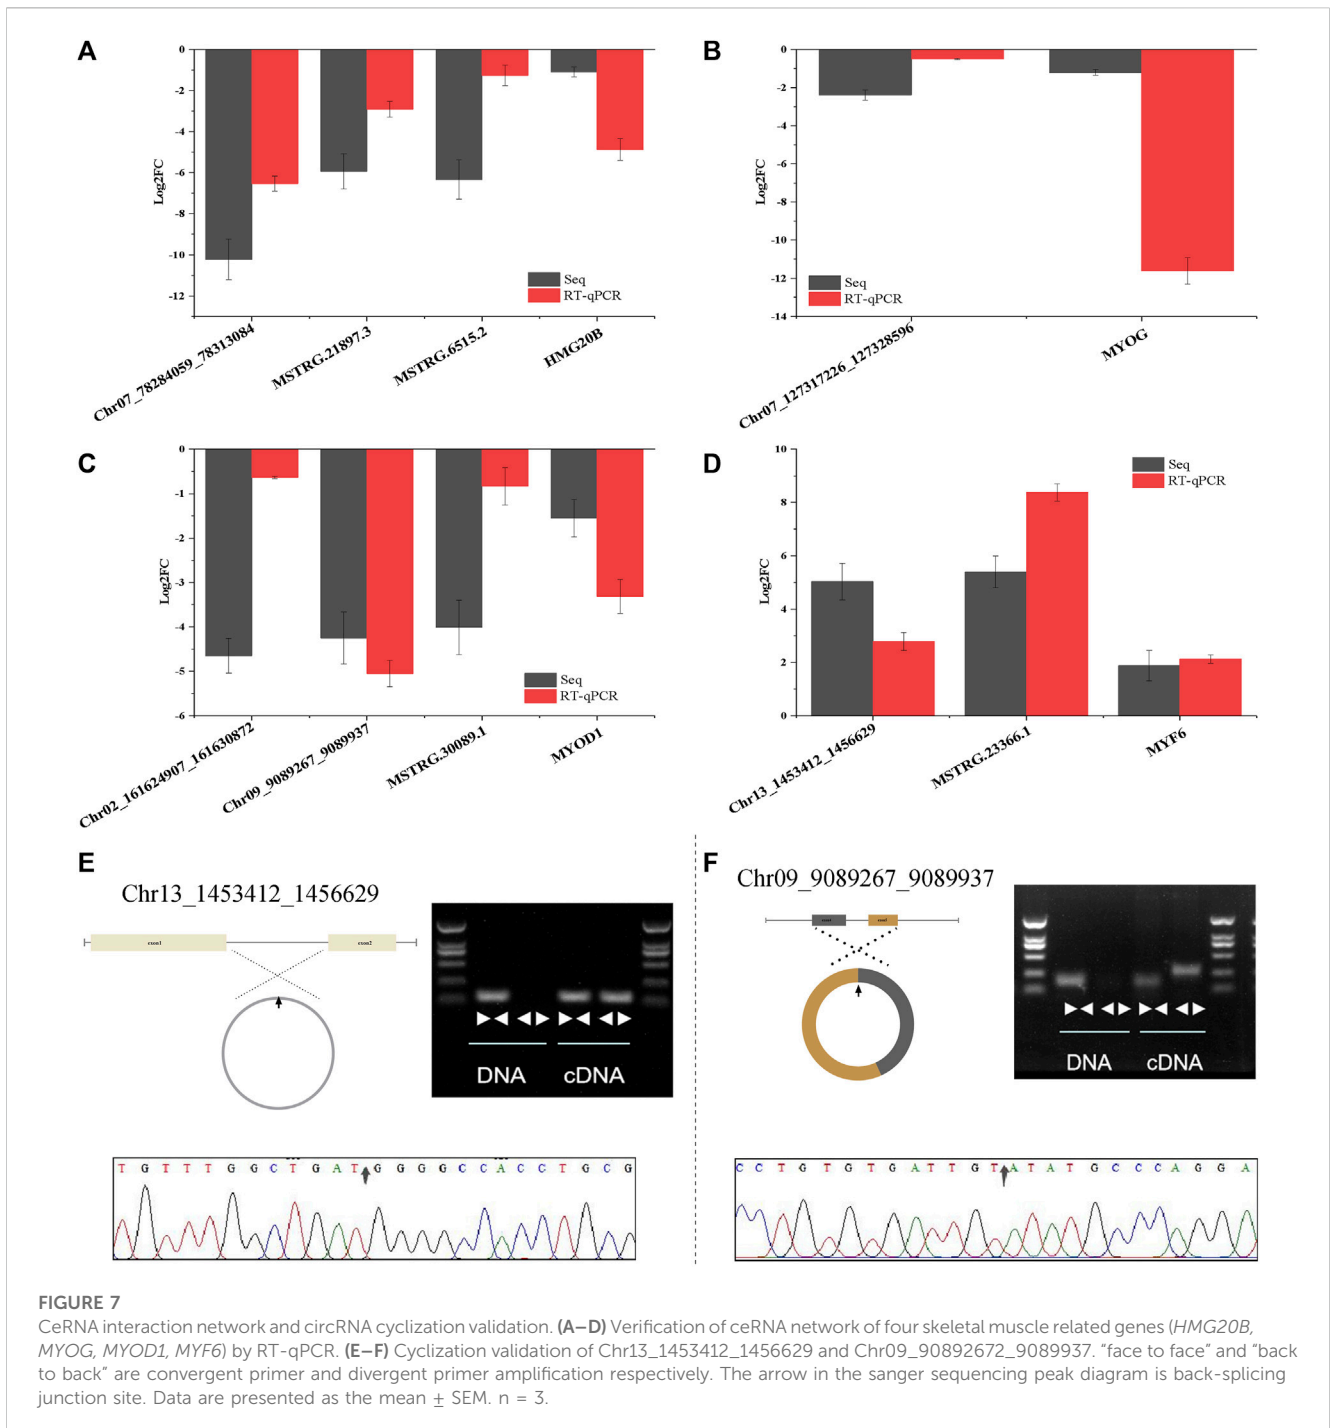 A
0
-2
-4
-6
-8
-10
-12
Log2FC
Seq
RT-qPCR
Chr07_78284059_78313084
MSTRG.21897.3
MSTRG.6515.2
HMG20B
B
0
-2
-4
-6
-8
-10
-12
-14
Log2FC
Seq
RT-qPCR
Chr07_127317226_127328596
MYOG
C
0
-1
-2
-3
-4
-5
-6
Log2FC
Seq
RT-qPCR
Chr02_161624907_161630872
Chr09_9089267_9089937
MSTRG.30089.1
MYOD1
D
10
8
6
4
2
0
Log2FC
Seq
RT-qPCR
Chr13_1453412_1456629
MSTRG.23366.1
MYF6
E
Chr13_1453412_1456629
exon1
exon2
DNA
cDNA
TGTTTGGCTGATGGGGCCACCTGCG
F
Chr09_9089267_9089937
DNA
cDNA
CCTGTGTGATTGTATATGCCCAGGA
FIGURE 7
CeRNA interaction network and circRNA cyclization validation. (A–D) Verification of ceRNA network of four skeletal muscle related genes (HMG20B,
MYOG, MYOD1, MYF6) by RT-qPCR. (E–F) Cyclization validation of Chr13_1453412_1456629 and Chr09_90892672_9089937. “face to face” and “back
to back” are convergent primer and divergent primer amplification respectively. The arrow in the sanger sequencing peak diagram is back-splicing
junction site. Data are presented as the mean ± SEM. n = 3.